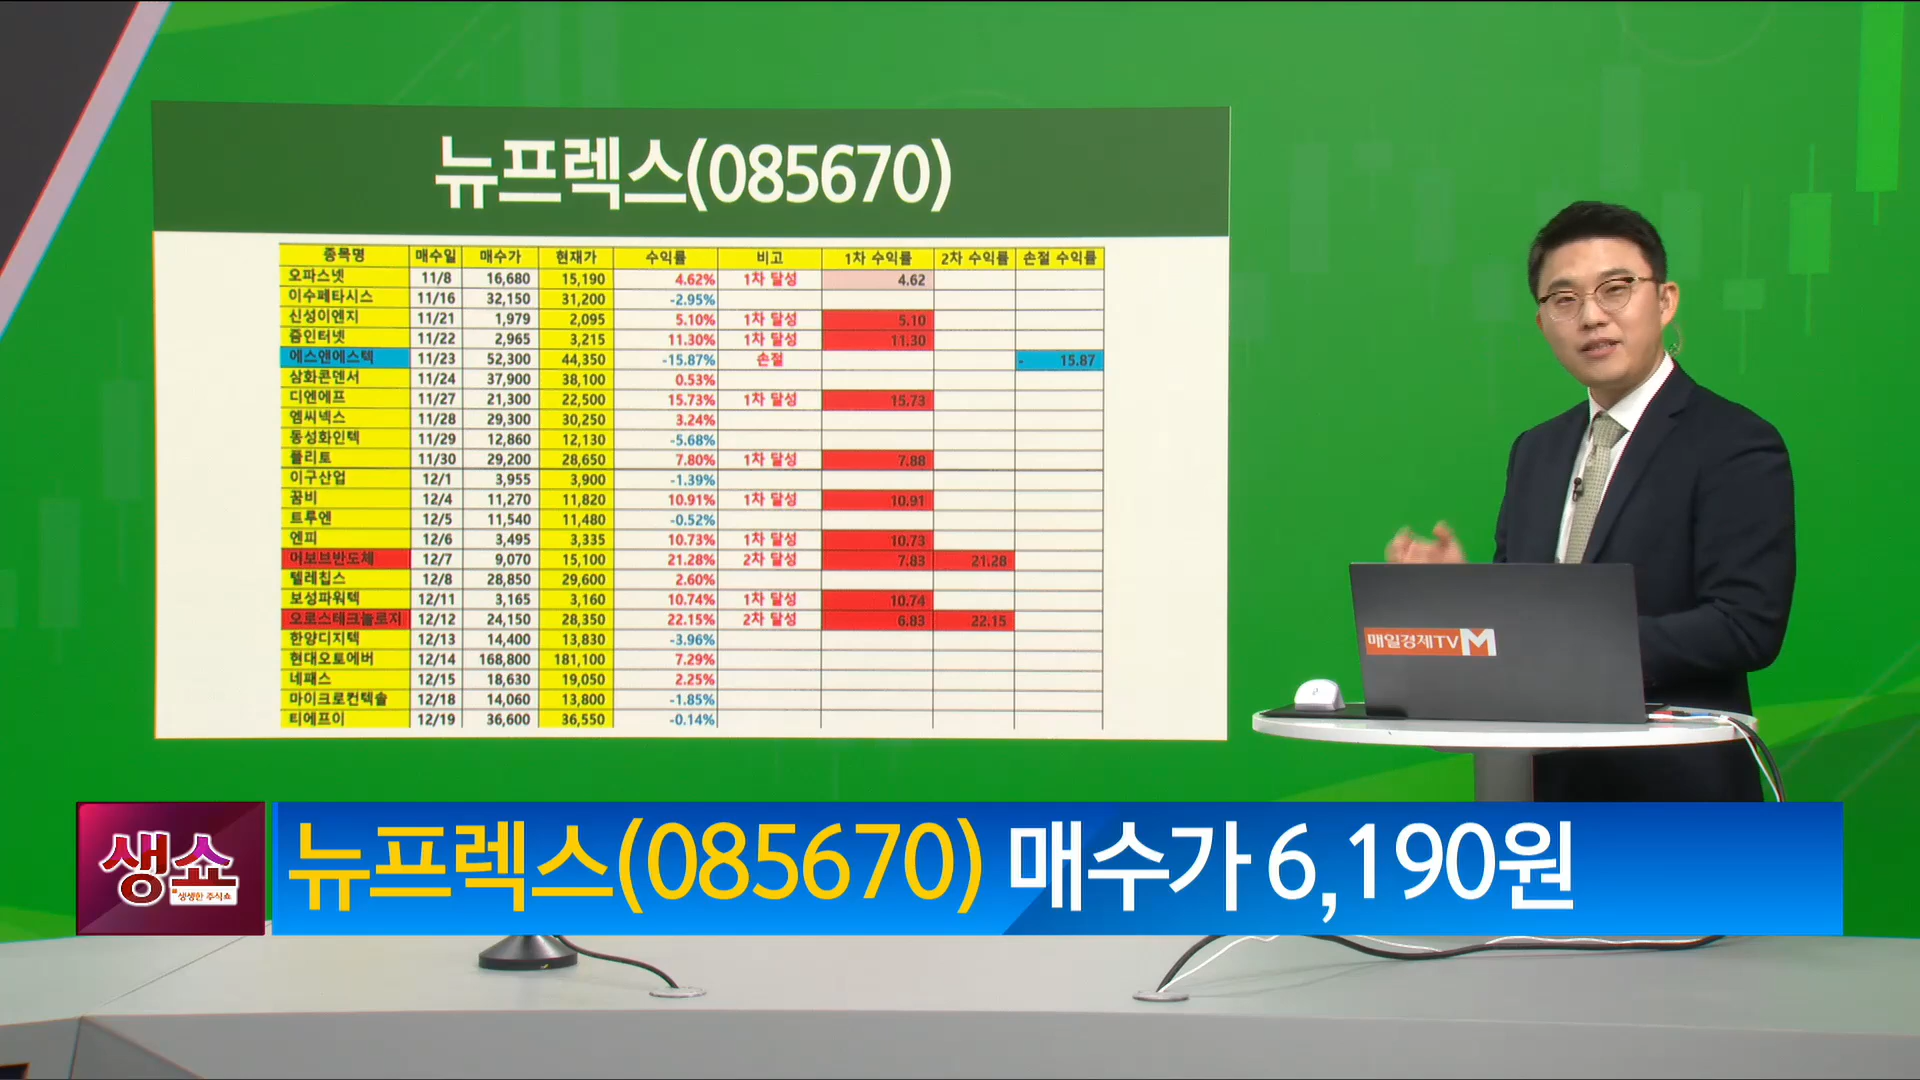 뉴프렉스(085670)
종목명 매수일 매수가 현재가 수익률 비고 1차 수익률 2차 수익률 손절 수익률
오파스넷 11/8 16,680 15,190 4.62% 1차 달성 4.62
이수페타시스 11/16 32,150 31,200 -2.95%
신성이엔지 11/21 1,979 2,095 5.10% 1차 달성 5.10
줌인터넷 11/22 2,965 3,215 11.30% 1차 달성 11.30
에스앤에스텍 11/23 52,300 44,350 -15.87% 손절 - 15.87
삼화콘덴서 11/24 37,900 38,100 0.53%
디엔에프 11/27 21,300 22,500 15.73% 1차 달성 15.73
엠씨넥스 11/28 29,300 30,250 3.24%
동성화인텍 11/29 12,860 12,130 -5.68%
플리토 11/30 29,200 28,650 7.80% 1차 달성 7.88
이구산업 12/1 3,955 3,900 -1.39%
꿈비 12/4 11,270 11,820 10.91% 1차 달성 10.91
트루엔 12/5 11,540 11,480 -0.52%
엔피 12/6 3,495 3,335 10.73% 1차 달성 10.73
어보브반도체 12/7 9,070 15,100 21.28% 2차 달성 7.83 21.28
텔레칩스 12/8 28,850 29,600 2.60%
보성파워텍 12/11 3,165 3,160 10.74% 1차 달성 10.74
오로스테크놀로지 12/12 24,150 28,350 22.15% 2차 달성 6.83 22.15
한양디지텍 12/13 14,400 13,830 -3.96%
현대오토에버 12/14 168,800 181,100 7.29%
네패스 12/15 18,630 19,050 2.25%
마이크로컨텍솔 12/18 14,060 13,800 -1.85%
티에프이 12/19 36,600 36,550 -0.14%
매일경제TV M
생쇼
생생한 주식쇼
뉴프렉스(085670) 매수가 6,190원